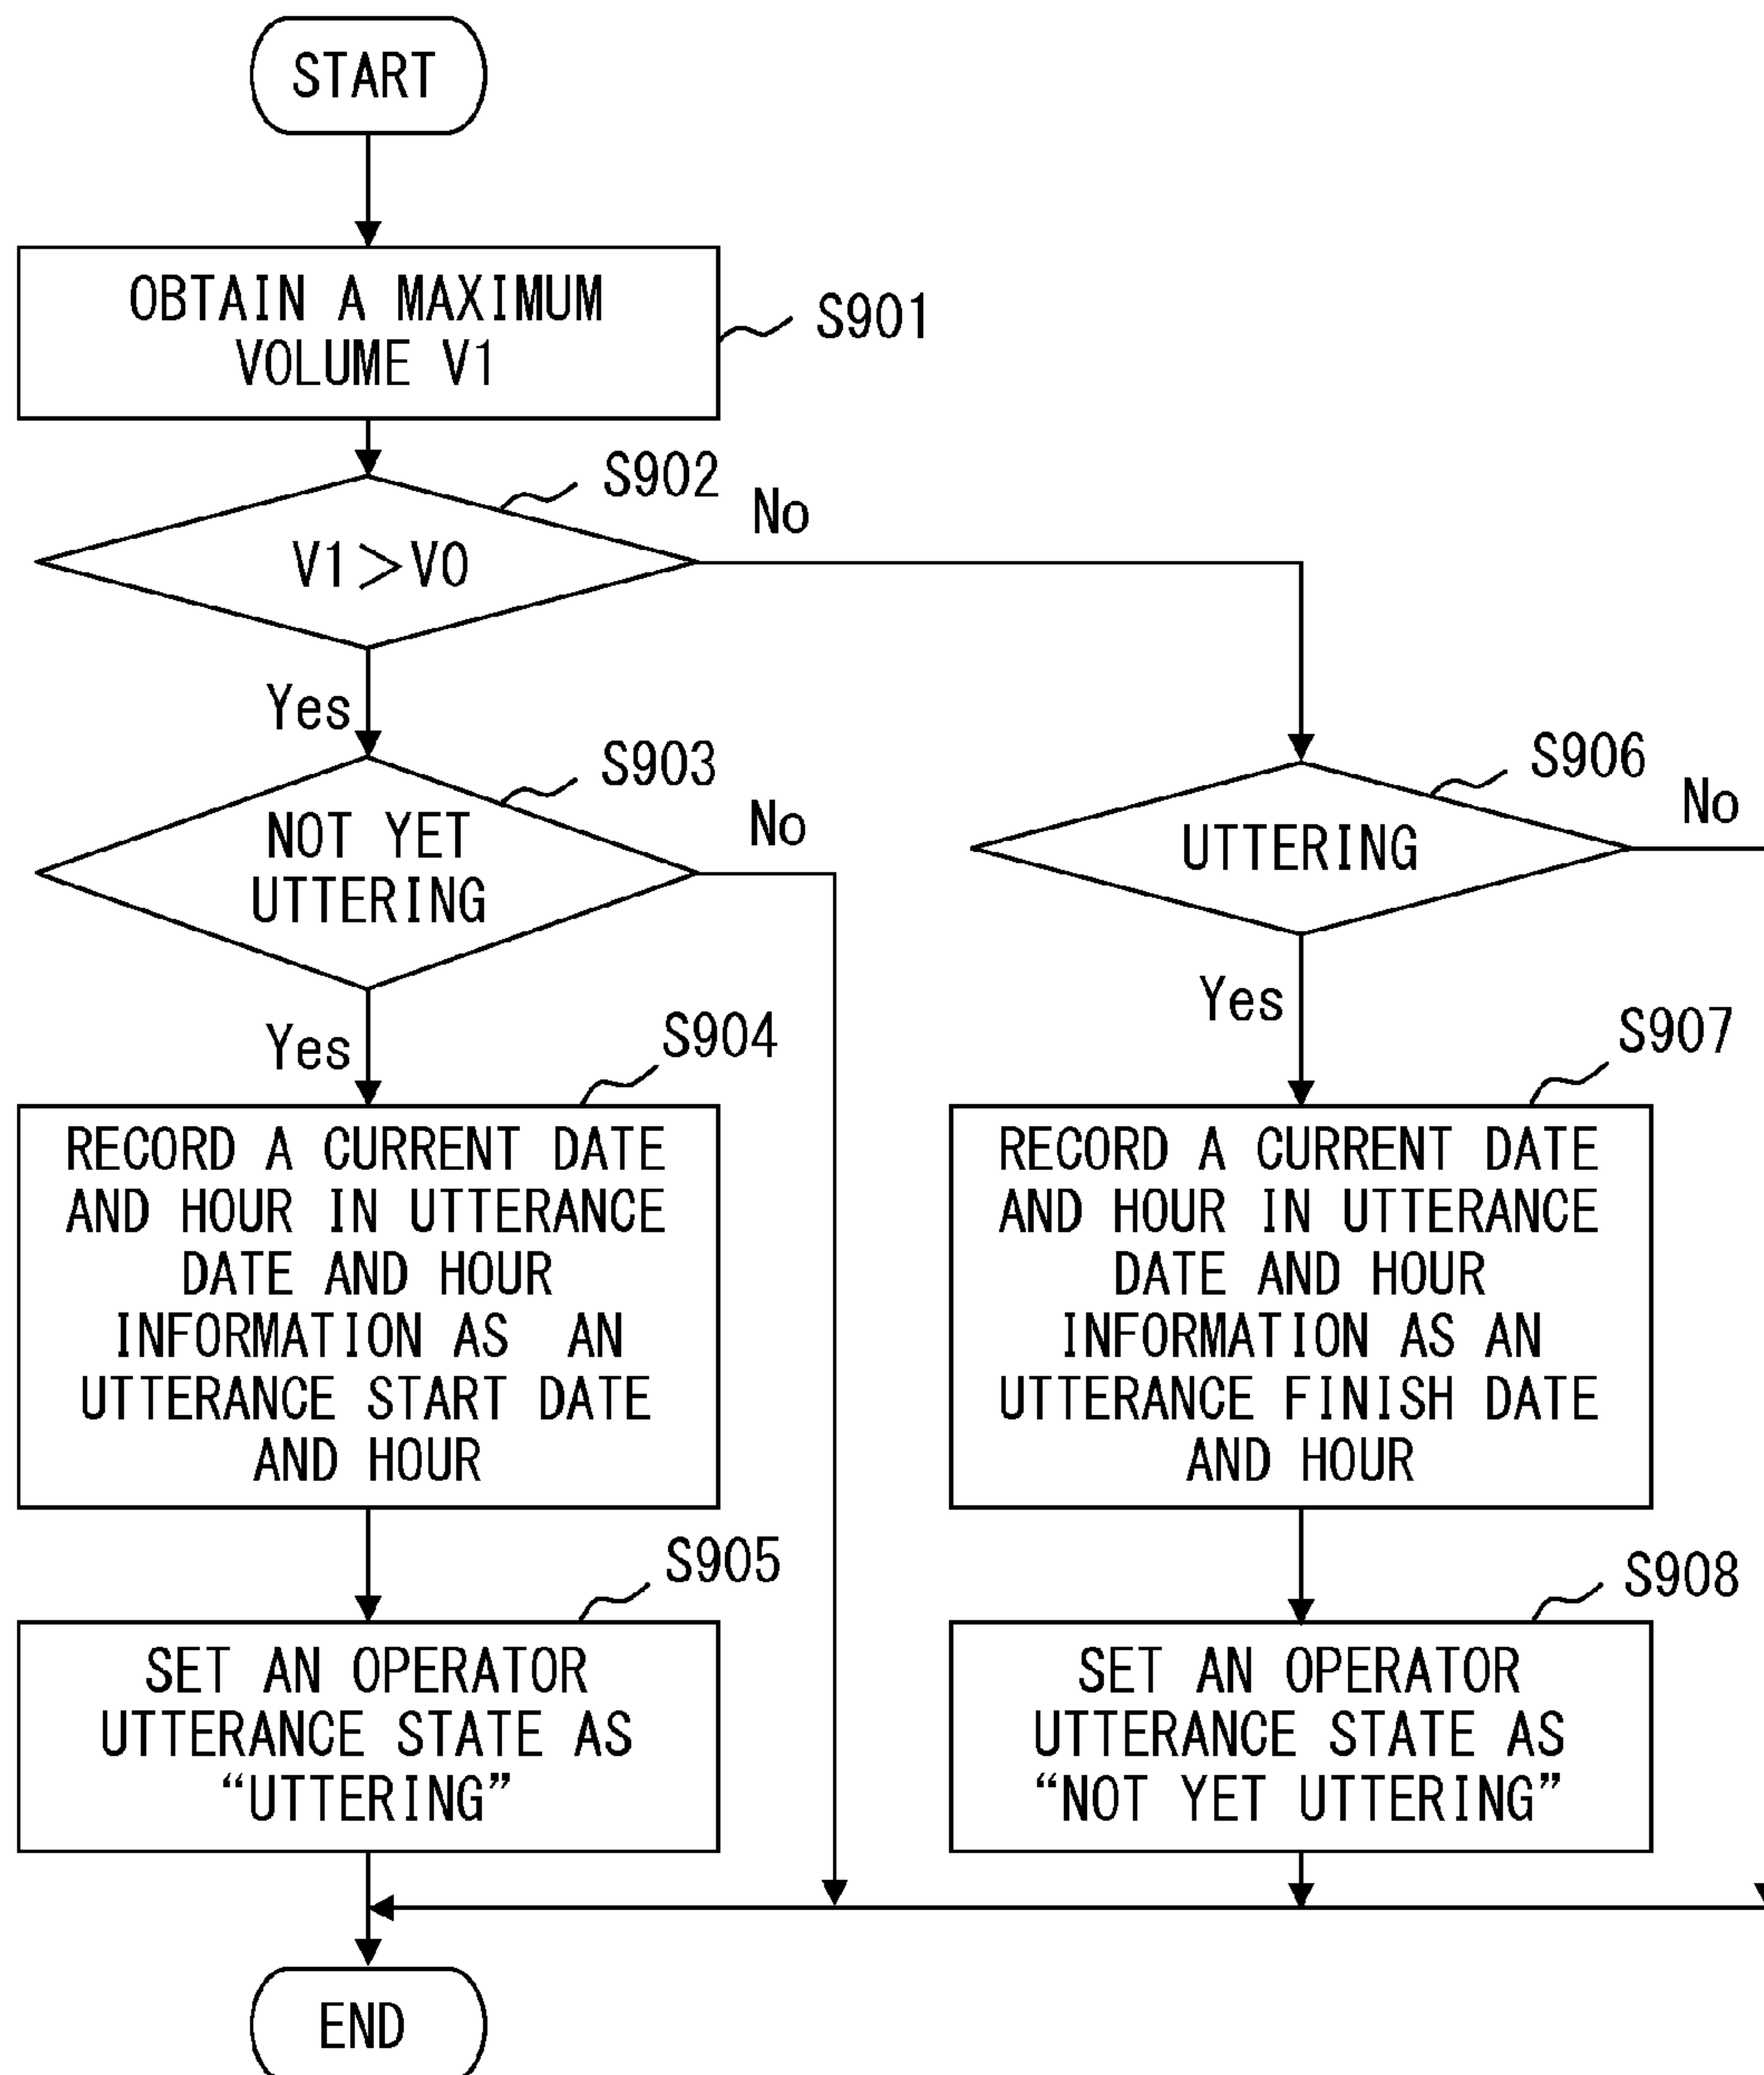 START
OBTAIN A MAXIMUM
VOLUME V1
S901
S902
V1>V0
No
Yes
S903
NOT YET
UTTERING
No
Yes
S904
RECORD A CURRENT DATE
AND HOUR IN UTTERANCE
DATE AND HOUR
INFORMATION AS AN
UTTERANCE START DATE
AND HOUR
S905
SET AN OPERATOR
UTTERANCE STATE AS
“UTTERING”
S906
UTTERING
No
Yes
S907
RECORD A CURRENT DATE
AND HOUR IN UTTERANCE
DATE AND HOUR
INFORMATION AS AN
UTTERANCE FINISH DATE
AND HOUR
S908
SET AN OPERATOR
UTTERANCE STATE AS
“NOT YET UTTERING”
END